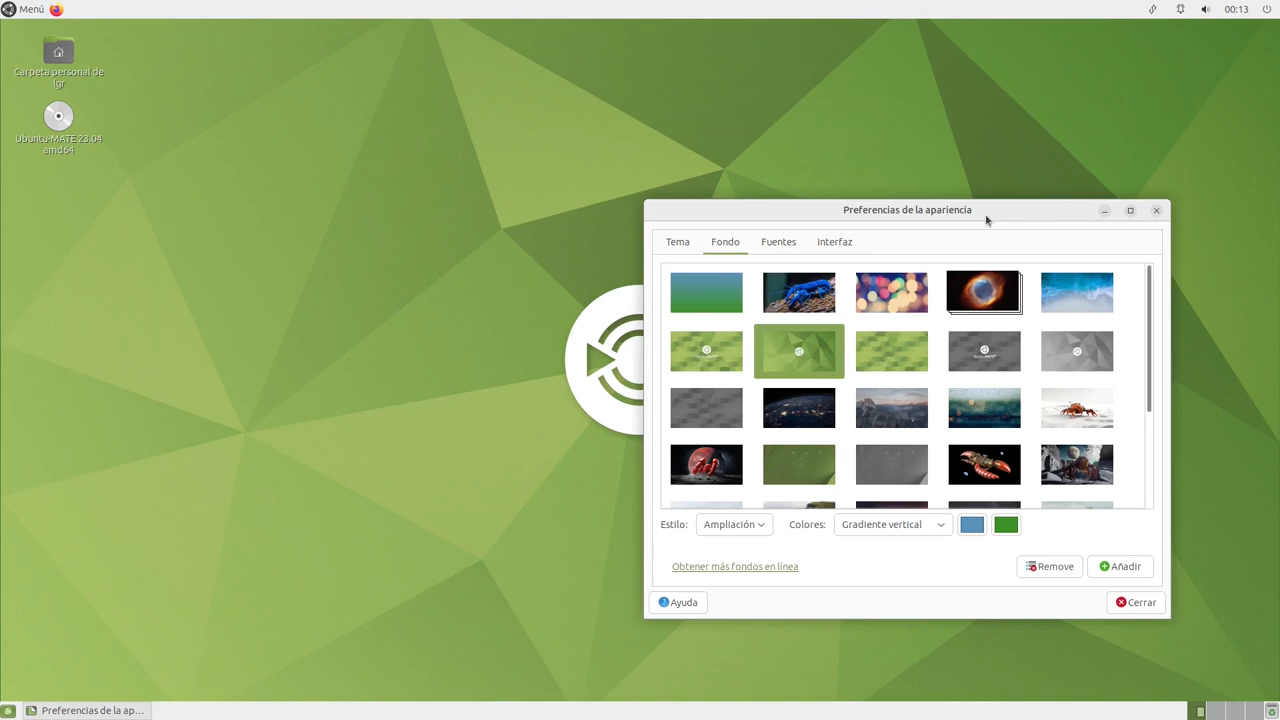 Menú
00:13
Carpeta personal de
lgr
Ubuntu-MATE 23.04
amd64
Preferencias de la apariencia
Tema
Fondo
Fuentes
Interfaz
Estilo:
Ampliación
Colores:
Gradiente vertical
Obtener más fondos en línea
Remove
Añadir
Ayuda
Cerrar
Preferencias de la ap...